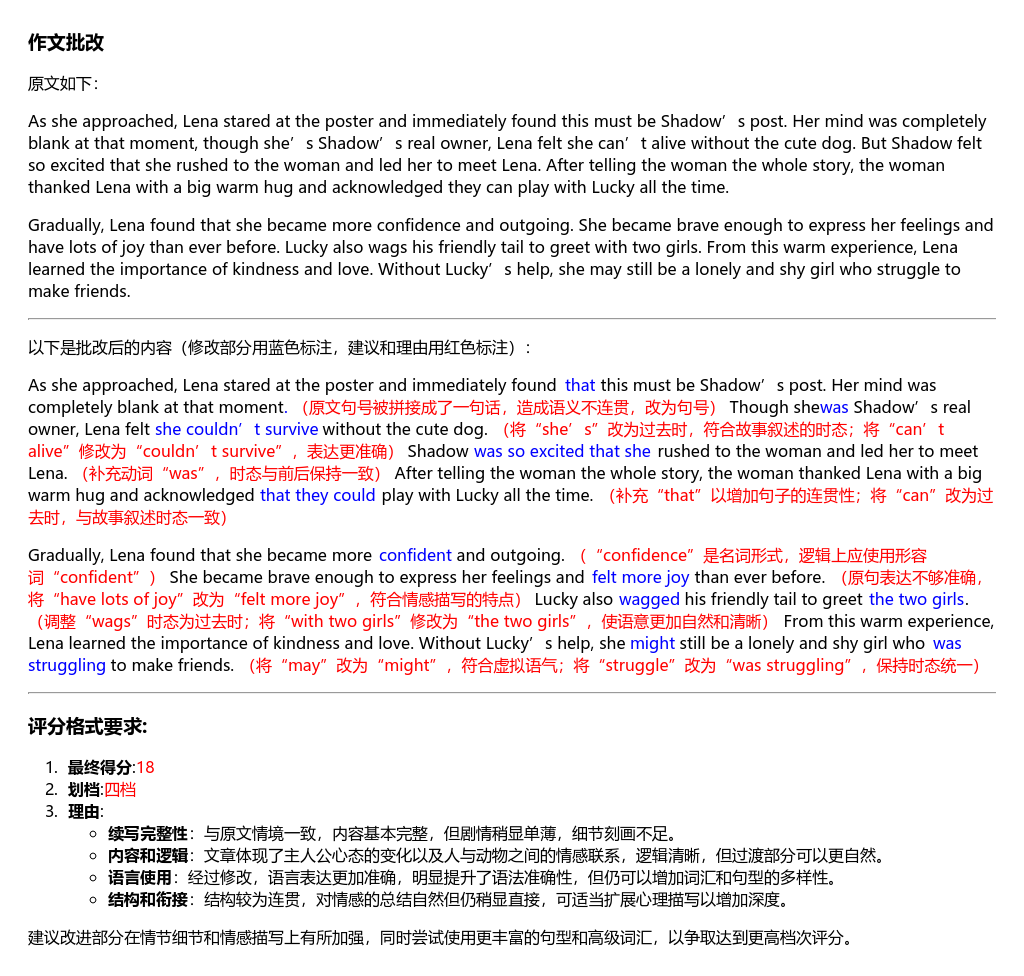 作文批改
原文如下：
As she approached, Lena stared at the poster and immediately found this must be Shadow’s post. Her mind was completely
blank at that moment, though she’s Shadow’s real owner, Lena felt she can’t alive without the cute dog. But Shadow felt
so excited that she rushed to the woman and led her to meet Lena. After telling the woman the whole story, the woman
thanked Lena with a big warm hug and acknowledged they can play with Lucky all the time.
Gradually, Lena found that she became more confidence and outgoing. She became brave enough to express her feelings and
have lots of joy than ever before. Lucky also wags his friendly tail to greet with two girls. From this warm experience, Lena
learned the importance of kindness and love. Without Lucky’s help, she may still be a lonely and shy girl who struggle to
make friends.
以下是批改后的内容（修改部分用蓝色标注，建议和理由用红色标注）：
As she approached, Lena stared at the poster and immediately found that this must be Shadow’s post. Her mind was
completely blank at that moment. （原文句号被拼接成了一句话，造成语义不连贯，改为句号） Though shewas Shadow’s real
owner, Lena felt she couldn’t survive without the cute dog. （将“she’s”改为过去时，符合故事叙述的时态；将“can’t
alive”修改为“couldn’t survive”，表达更准确） Shadow was so excited that she rushed to the woman and led her to meet
Lena. （补充动词“was”，时态与前后保持一致） After telling the woman the whole story, the woman thanked Lena with a big
warm hug and acknowledged that they could play with Lucky all the time. （补充“that”以增加句子的连贯性；将“can”改为过
去时，与故事叙述时态一致）
Gradually, Lena found that she became more confident and outgoing. （“confidence”是名词形式，逻辑上应使用形容
词“confident”） She became brave enough to express her feelings and felt more joy than ever before. （原句表达不够准确，
将“have lots of joy”改为“felt more joy”，符合情感描写的特点） Lucky also wagged his friendly tail to greet the two girls.
（调整“wags”时态为过去时；将“with two girls”修改为“the two girls”，使语意更加自然和清晰） From this warm experience,
Lena learned the importance of kindness and love. Without Lucky’s help, she might still be a lonely and shy girl who was
struggling to make friends. （将“may”改为“might”，符合虚拟语气；将“struggle”改为“was struggling”，保持时态统一）
评分格式要求:
1. 最终得分:18
2. 划档:四档
3. 理由:
续写完整性：与原文情境一致，内容基本完整，但剧情稍显单薄，细节刻画不足。
内容和逻辑：文章体现了主人公心态的变化以及人与动物之间的情感联系，逻辑清晰，但过渡部分可以更自然。
语言使用：经过修改，语言表达更加准确，明显提升了语法准确性，但仍可以增加词汇和句型的多样性。
结构和衔接：结构较为连贯，对情感的总结自然但仍稍显直接，可适当扩展心理描写以增加深度。
建议改进部分在情节细节和情感描写上有所加强，同时尝试使用更丰富的句型和高级词汇，以争取达到更高档次评分。